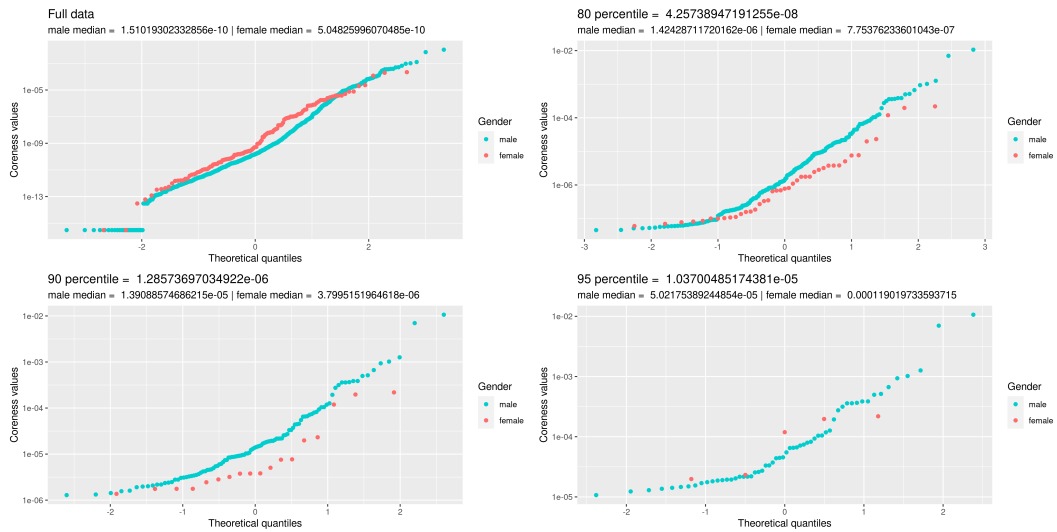 Full data
male median = 1.51019302332856e-10 | female median = 5.04825996070485e-10
Coreness values
1e-05
1e-09
1e-13
-2
0
2
Theoretical quantiles
Gender
male
female
80 percentile = 4.25738947191255e-08
male median = 1.42428711720162e-06 | female median = 7.75376233601043e-07
Coreness values
1e-02
1e-04
1e-06
-3
-2
-1
0
1
2
3
Theoretical quantiles
Gender
male
female
90 percentile = 1.28573697034922e-06
male median = 1.39088574686215e-05 | female median = 3.7995151964618e-06
Coreness values
1e-02
1e-03
1e-04
1e-05
1e-06
-2
-1
0
1
2
Theoretical quantiles
Gender
male
female
95 percentile = 1.03700485174381e-05
male median = 5.02175389244854e-05 | female median = 0.000119019733593715
Coreness values
1e-02
1e-03
1e-04
1e-05
-2
-1
0
1
2
Theoretical quantiles
Gender
male
female